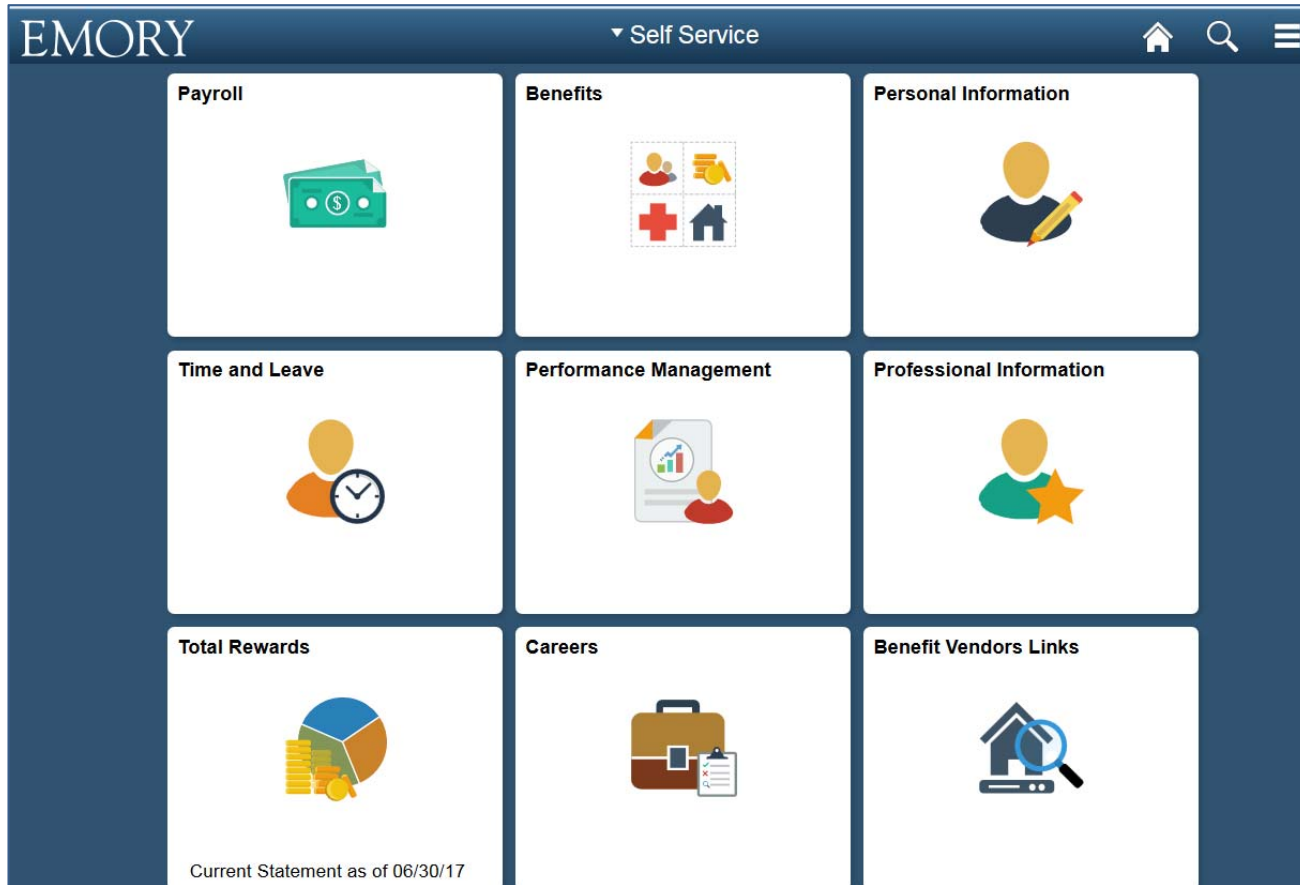 EMORY
Self Service
Payroll
Benefits
Personal Information
$
Time and Leave
Performance Management
Professional Information
Total Rewards
Careers
Benefit Vendors Links
Current Statement as of 06/30/17